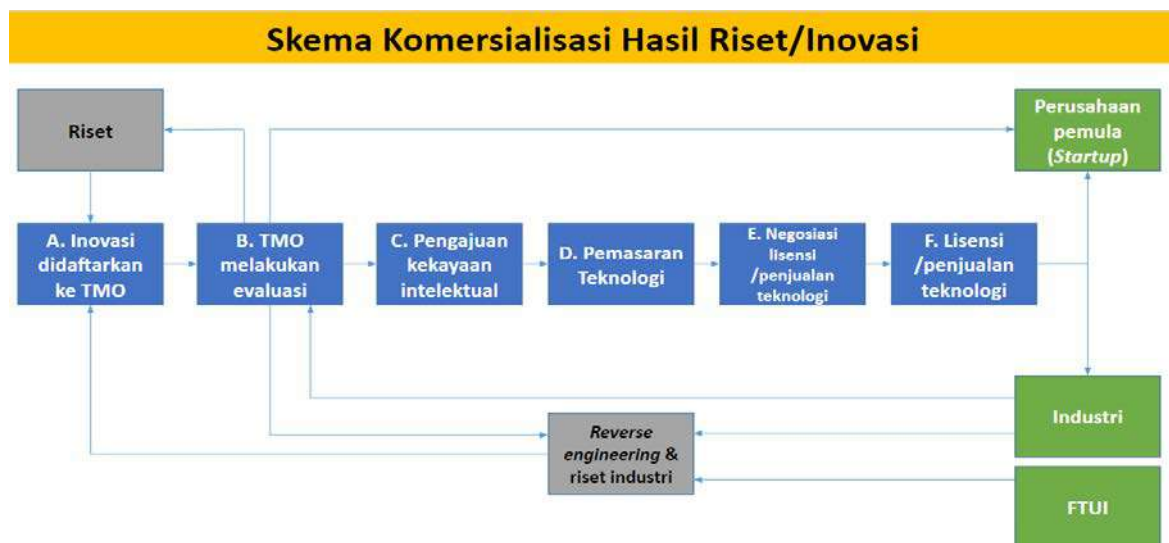 Skema Komersialisasi Hasil Riset/Inovasi
Riset
Perusahaan
pemula
(Startup)
A. Inovasi
didaftarkan
ke TMO
B. TMO
melakukan
evaluasi
C. Pengajuan
kekayaan
intelektual
D. Pemasaran
Teknologi
E. Negosiasi
lisensi
/penjualan
teknologi
F. Lisensi
/penjualan
teknologi
Industri
Reverse
engineering &
riset industri
FTUI